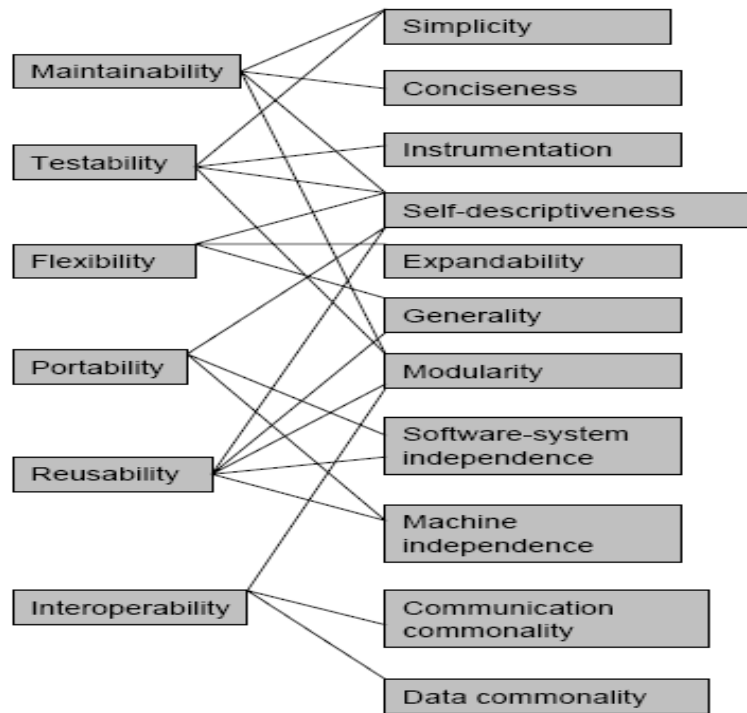 Maintainability
Testability
Flexibility
Portability
Reusability
Interoperability
Simplicity
Conciseness
Instrumentation
Self-descriptiveness
Expandability
Generality
Modularity
Software-system
independence
Machine
independence
Communication
commonality
Data commonality